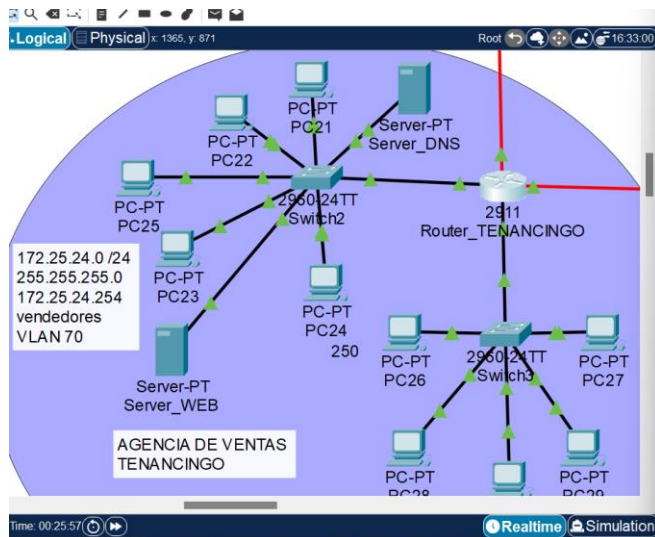 Logical
Physical
x: 1365, y: 871
Root
16:33:00
PC-PT
PC21
PC-PT
PC22
Server-PT
Server_DNS
PC-PT
PC25
2960-24TT
Switch2
2911
Router_TENANCINGO
172.25.24.0 /24
255.255.255.0
172.25.24.254
vendedores
VLAN 70
PC-PT
PC23
PC-PT
PC24
250
Server-PT
Server_WEB
PC-PT
PC26
2960-24TT
Switch3
PC-PT
PC27
AGENCIA DE VENTAS
TENANCINGO
PC-PT
PC28
PC-PT
PC29
Time: 00:25:57
Realtime
Simulation